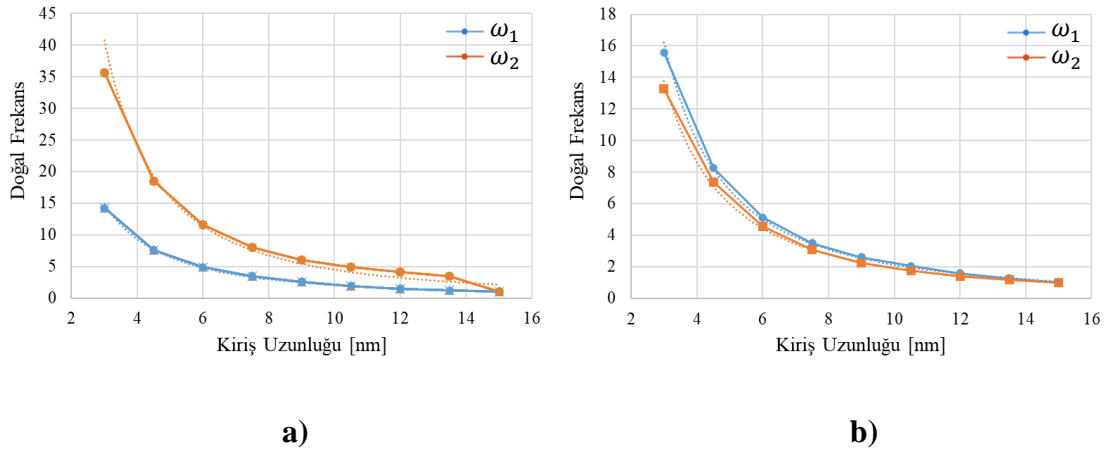 45
40
35
30
25
20
15
10
5
0
Doğal Frekans
ω₁
ω₂
2 4 6 8 10 12 14 16
Kiriş Uzunluğu [nm]
a)
18
16
14
12
10
8
6
4
2
0
Doğal Frekans
ω₁
ω₂
2 4 6 8 10 12 14 16
Kiriş Uzunluğu [nm]
b)